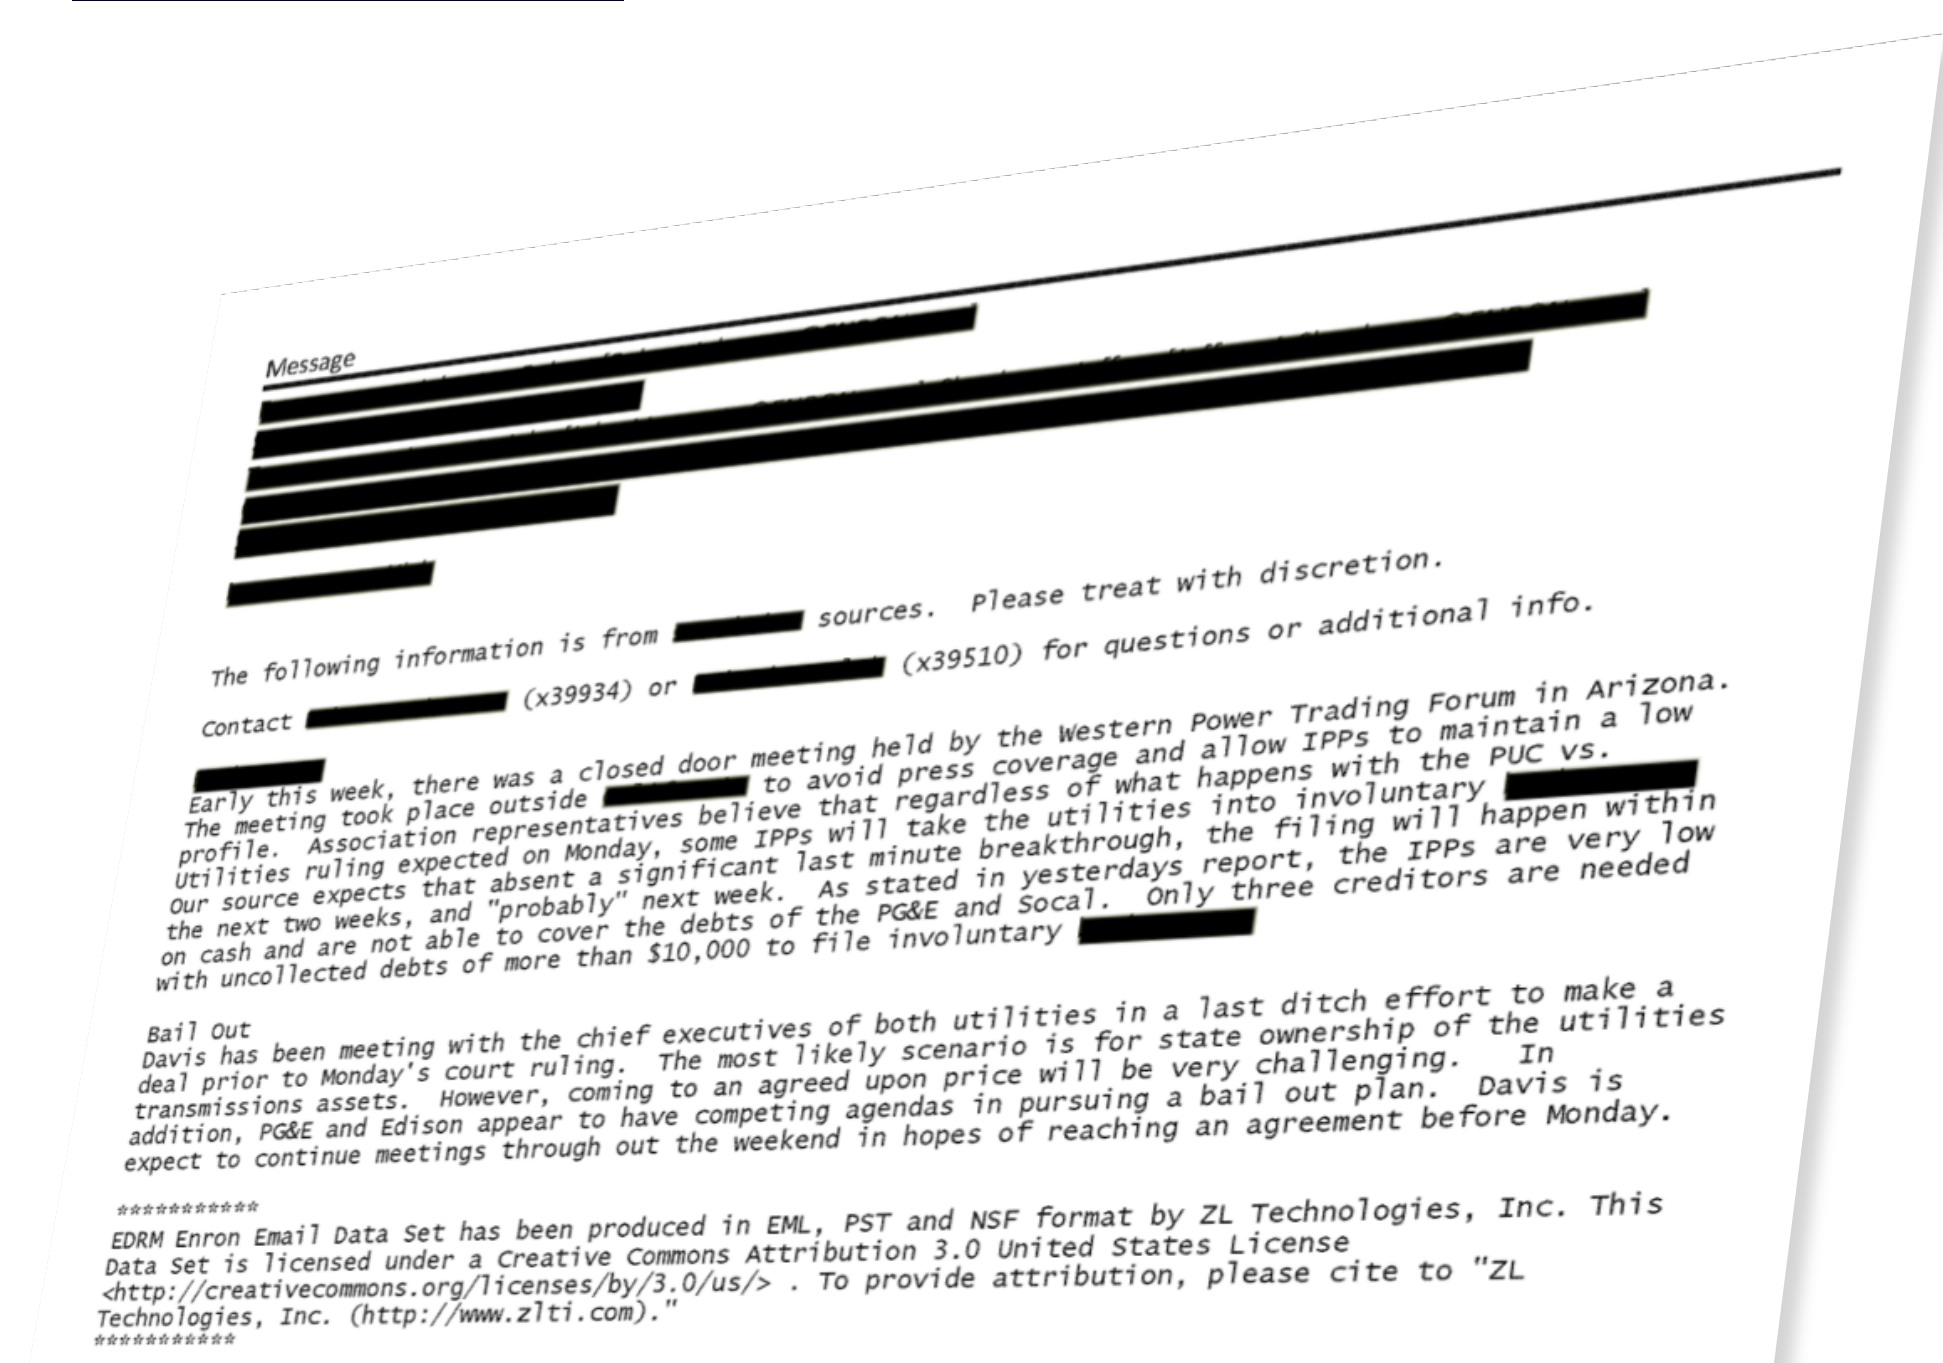 Message
The following information is from sources.  Please treat with discretion.
Contact (x39934) or (x39510) for questions or additional info.
Early this week, there was a closed door meeting held by the Western Power Trading Forum in Arizona.
The meeting took place outside to avoid press coverage and allow IPPs to maintain a low
profile.  Association representatives believe that regardless of what happens with the PUC vs.
Utilities ruling expected on Monday, some IPPs will take the utilities into involuntary
Our source expects that absent a significant last minute breakthrough, the filing will happen within
the next two weeks, and "probably" next week.  As stated in yesterdays report, the IPPs are very low
on cash and are not able to cover the debts of the PG&E and Socal.  Only three creditors are needed
with uncollected debts of more than $10,000 to file involuntary
Bail Out
Davis has been meeting with the chief executives of both utilities in a last ditch effort to make a
deal prior to Monday's court ruling.  The most likely scenario is for state ownership of the utilities
transmissions assets.  However, coming to an agreed upon price will be very challenging.   In
addition, PG&E and Edison appear to have competing agendas in pursuing a bail out plan.  Davis is
expect to continue meetings through out the weekend in hopes of reaching an agreement before Monday.
***********
EDRM Enron Email Data Set has been produced in EML, PST and NSF format by ZL Technologies, Inc. This
Data Set is licensed under a Creative Commons Attribution 3.0 United States License
<http://creativecommons.org/licenses/by/3.0/us/> . To provide attribution, please cite to "ZL
Technologies, Inc. (http://www.zlti.com)."
***********